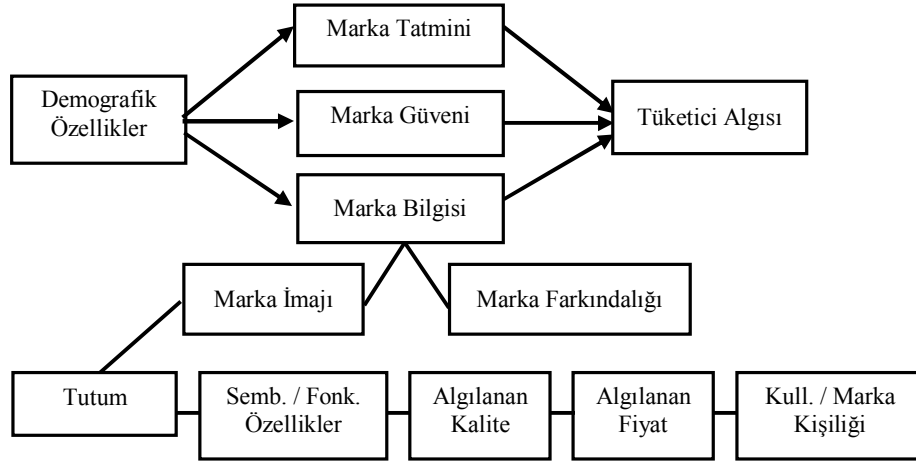 Marka Tatmini
Demografik
Özellikler
Marka Güveni
Tüketici Algısı
Marka Bilgisi
Marka İmajı
Marka Farkındalığı
Tutum
Semb. / Fonk.
Özellikler
Algılanan
Kalite
Algılanan
Fiyat
Kull. / Marka
Kişiliği